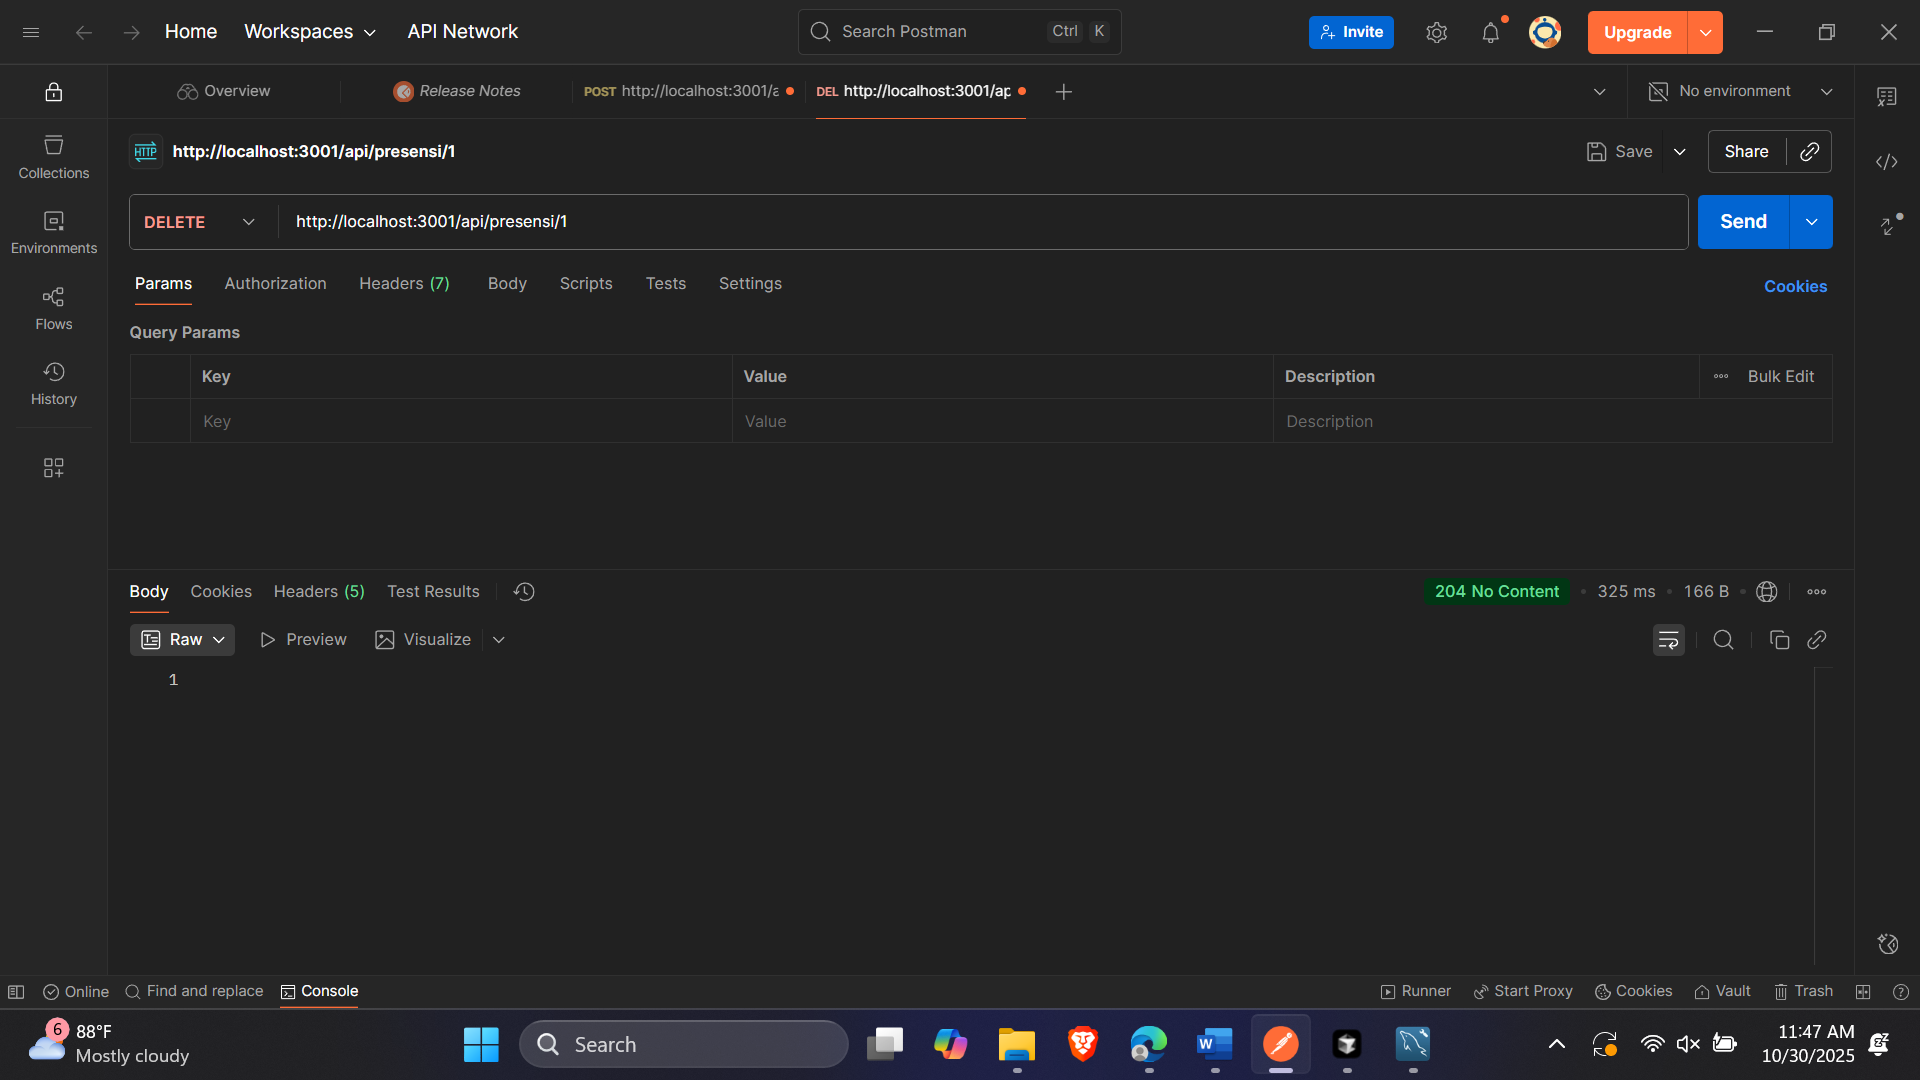 Home Workspaces API Network Search Postman Ctrl K Invite Upgrade
Overview Release Notes POST http://localhost:3001/a DEL http://localhost:3001/ap No environment
HTTP http://localhost:3001/api/presensi/1 Save Share
Collections
DELETE http://localhost:3001/api/presensi/1 Send
Environments
Params Authorization Headers (7) Body Scripts Tests Settings Cookies
Flows
Query Params
Key Value Description Bulk Edit
History
Key Value Description
Body Cookies Headers (5) Test Results 204 No Content • 325 ms • 166 B
Raw Preview Visualize
1
Online Find and replace Console Runner Start Proxy Cookies Vault Trash
6 88°F
Mostly cloudy
Search
11:47 AM
10/30/2025